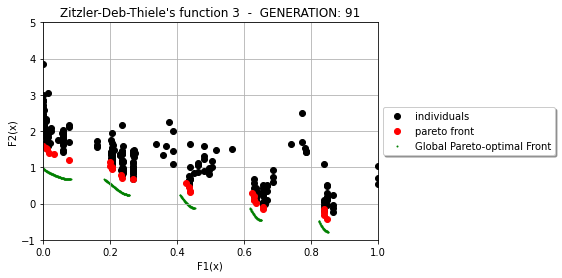 Zitzler-Deb-Thiele's function 3 - GENERATION: 91
5
4
3
2
1
0
−1
F2(x)
0.0 0.2 0.4 0.6 0.8 1.0
F1(x)
individuals
pareto front
Global Pareto-optimal Front